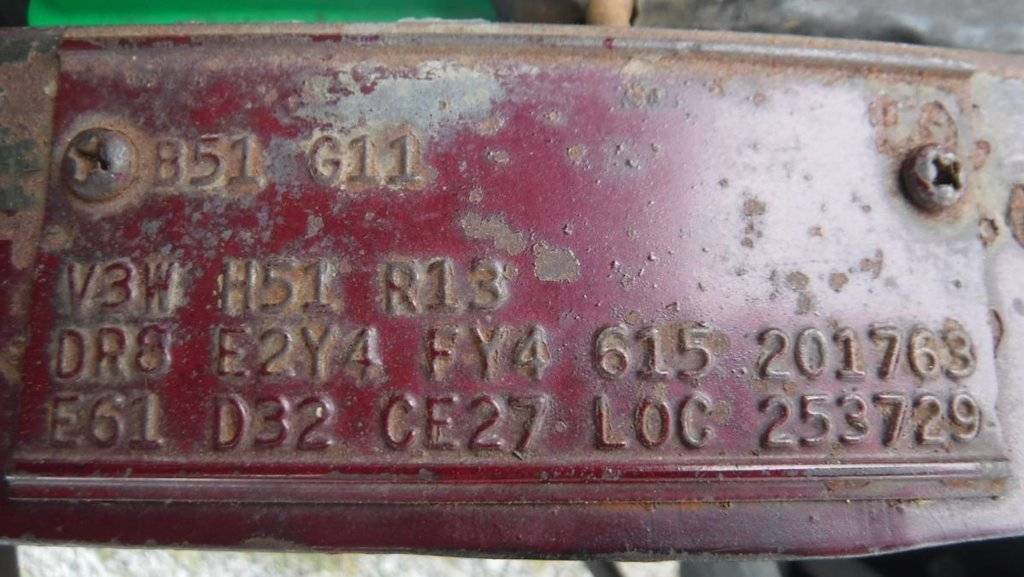 B51 G11
V3W H51 R13
DR8 E2Y4 FY4 615 201763
E61 D32 CE27 LOC 253729